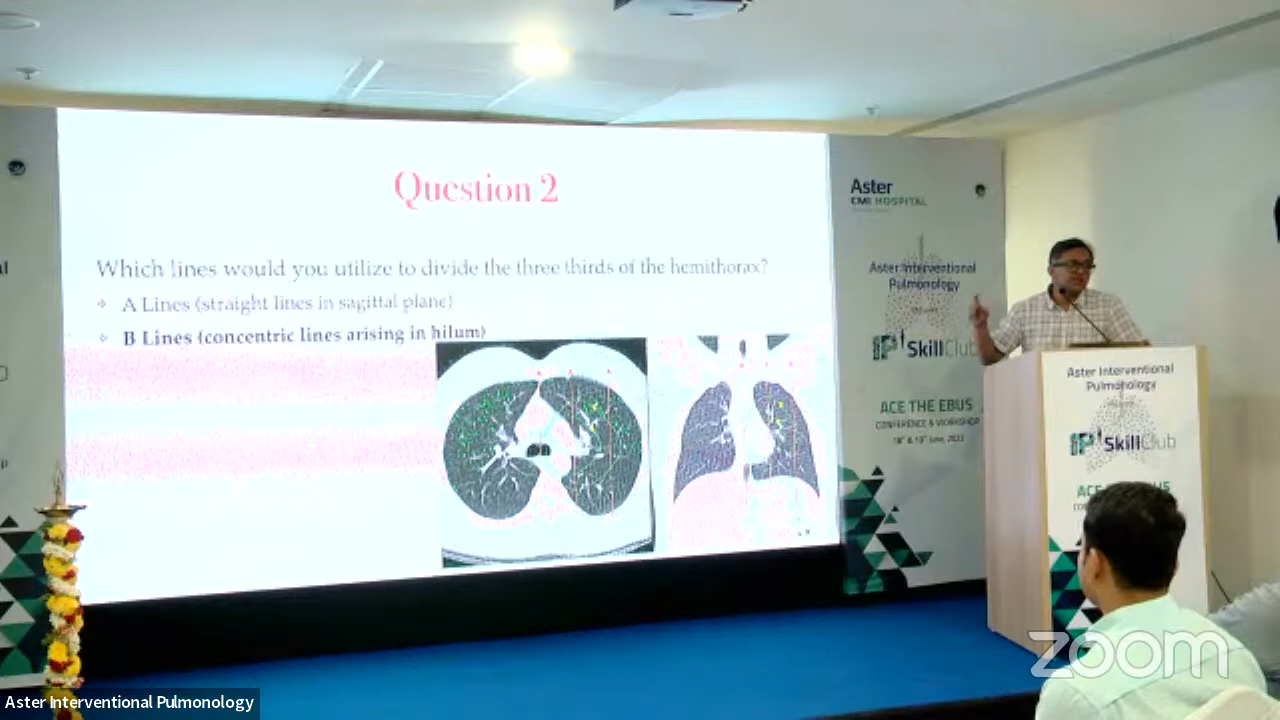 Question 2
Which lines would you utilize to divide the three thirds of the hemithorax?
A Lines (straight lines in sagittal plane)
B Lines (concentric lines arising in hilum)
Aster
CMI HOSPITAL
Aster Interventional
Pulmonology
IP SkillClub
ACE THE EBUS
CONFERENCE & WORKSHOP
Aster Interventional
Pulmonology
IP SkillClub
zoom
Aster Interventional Pulmonology